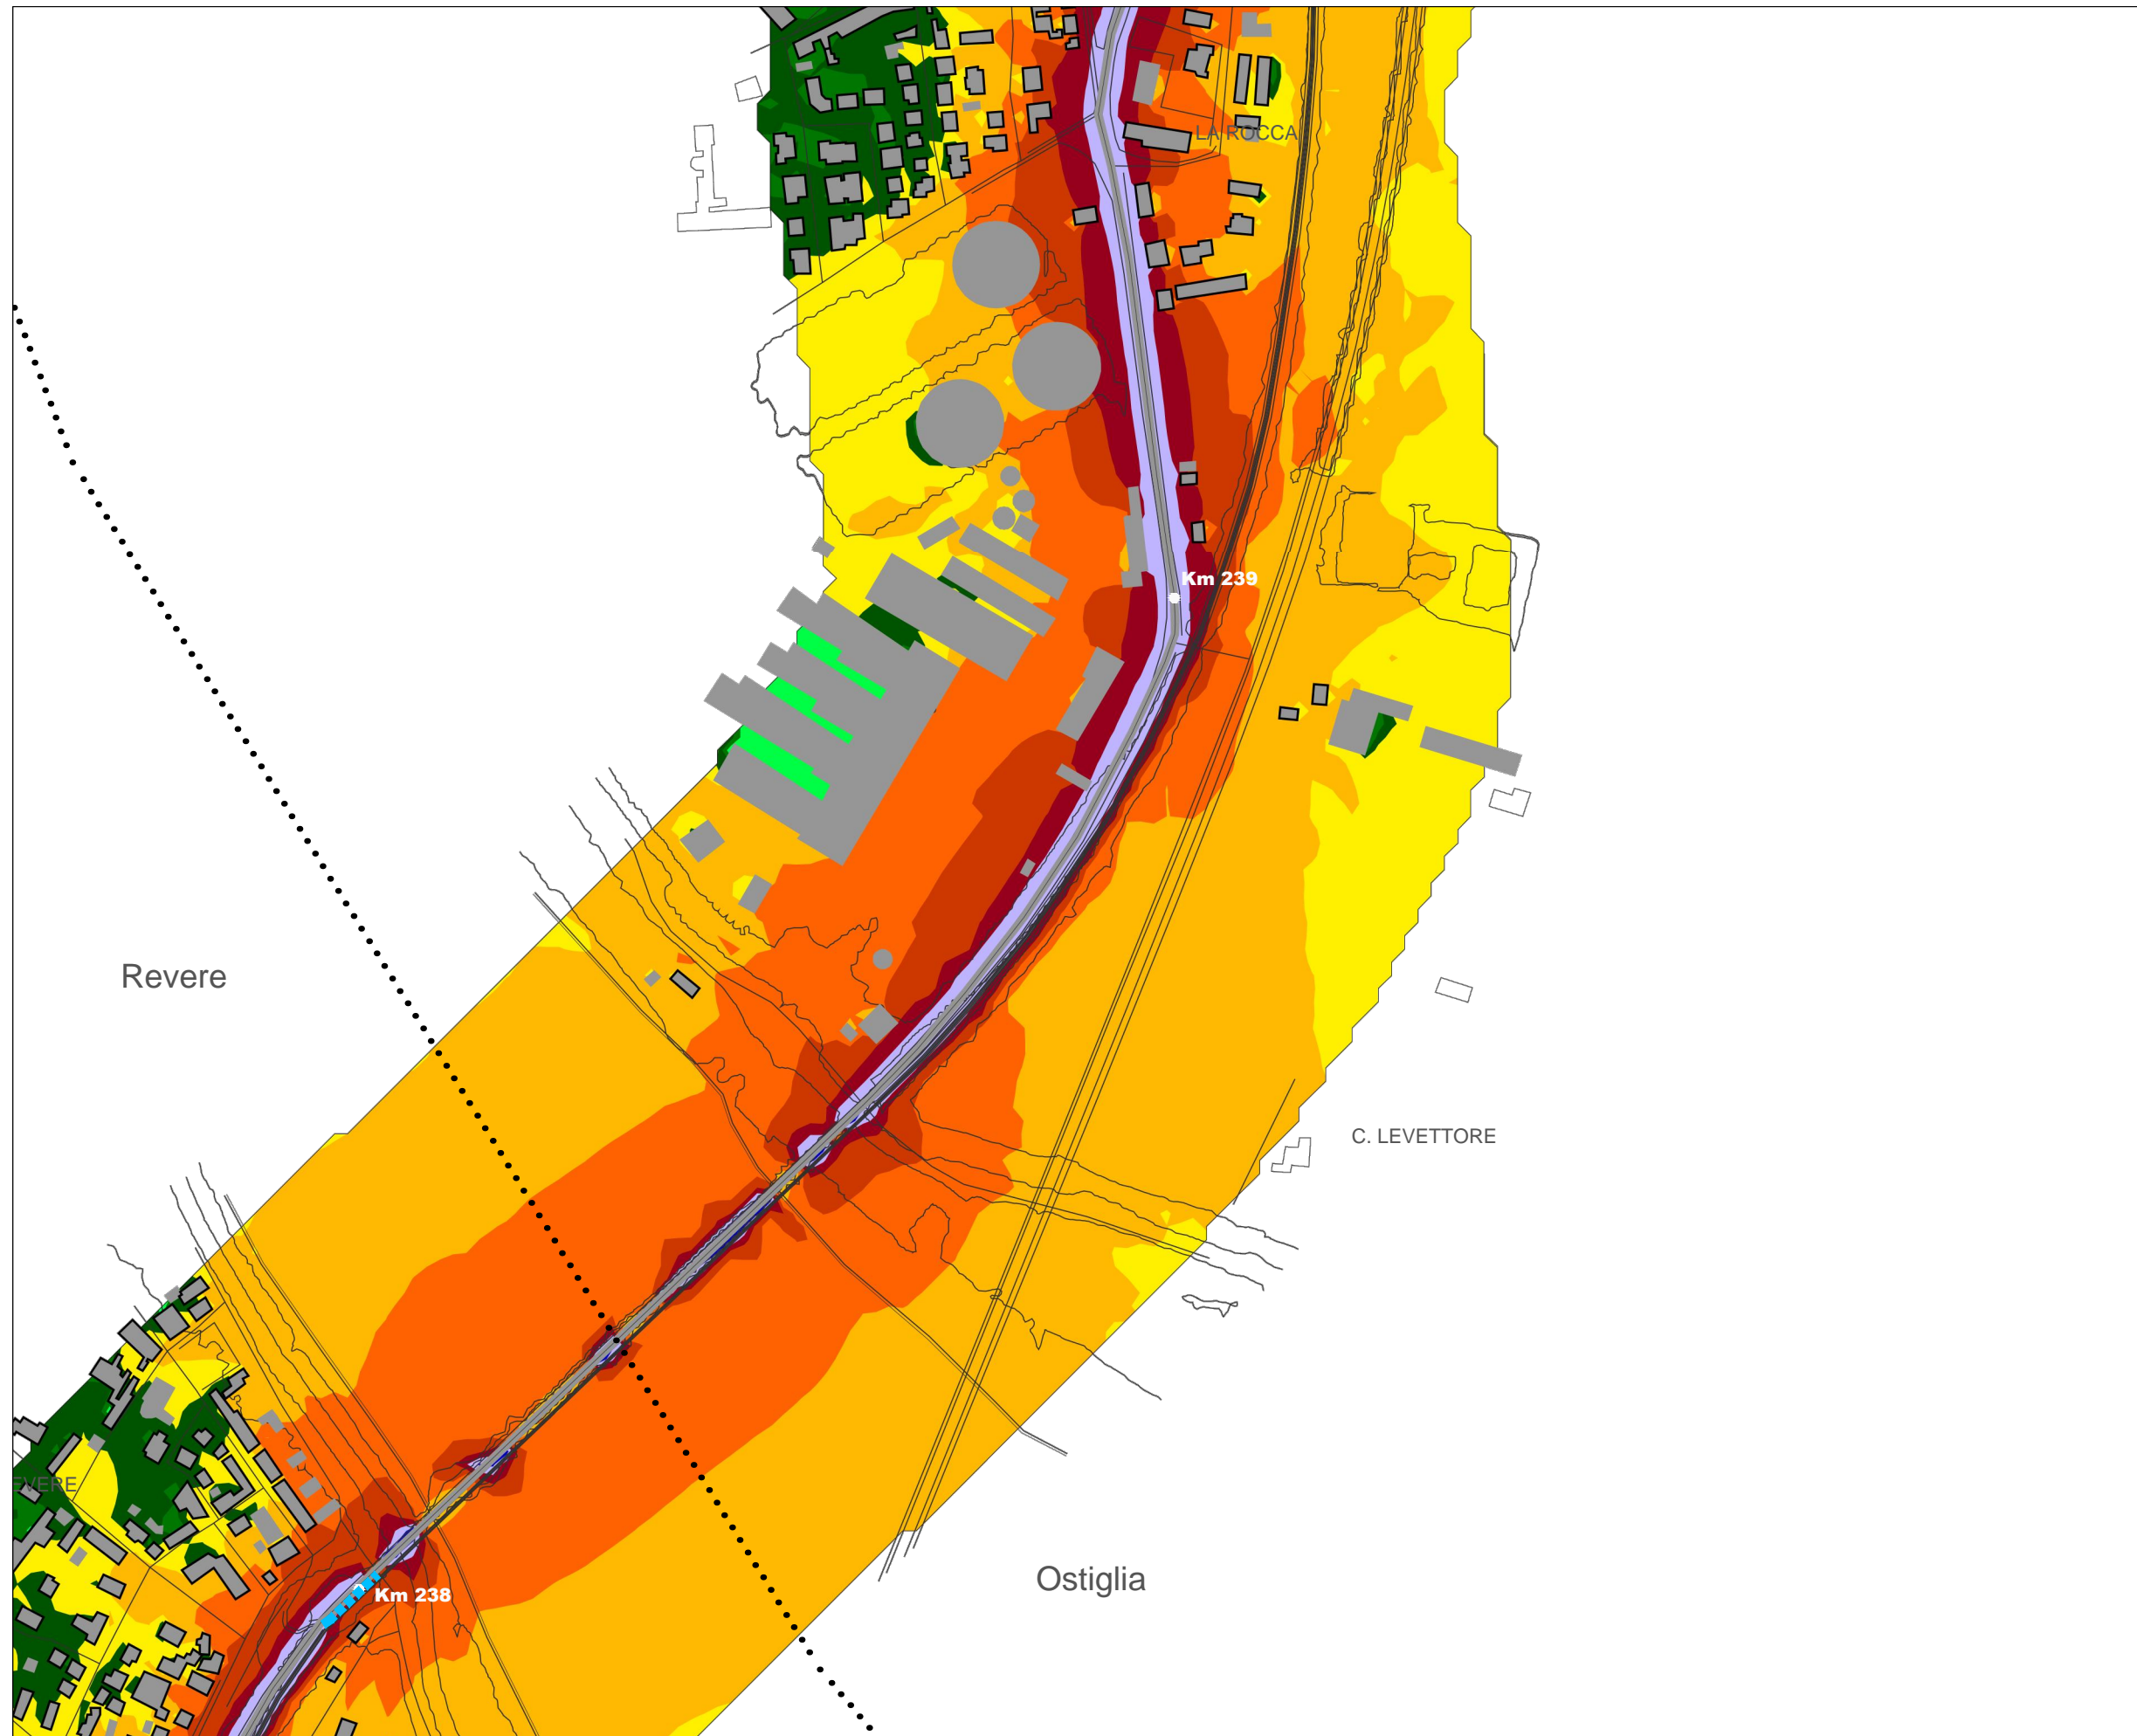 LA ROCCA
Km 239
Revere
C. LEVETTORE
EVERE
Ostiglia
Km 238